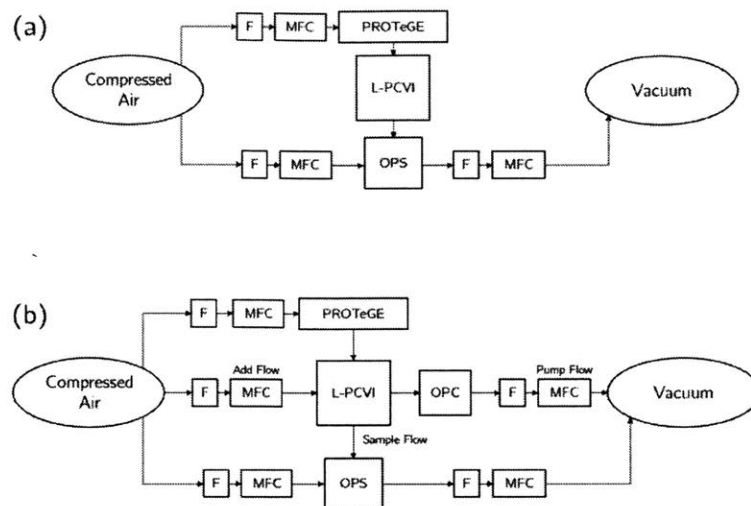 (a)
F
MFC
PROTeGE
Compressed
Air
L-PCVI
Vacuum
F
MFC
OPS
F
MFC
(b)
F
MFC
PROTeGE
Compressed
Air
F
Add Flow
MFC
L-PCVI
OPC
F
Pump Flow
MFC
Vacuum
Sample Flow
F
MFC
OPS
F
MFC